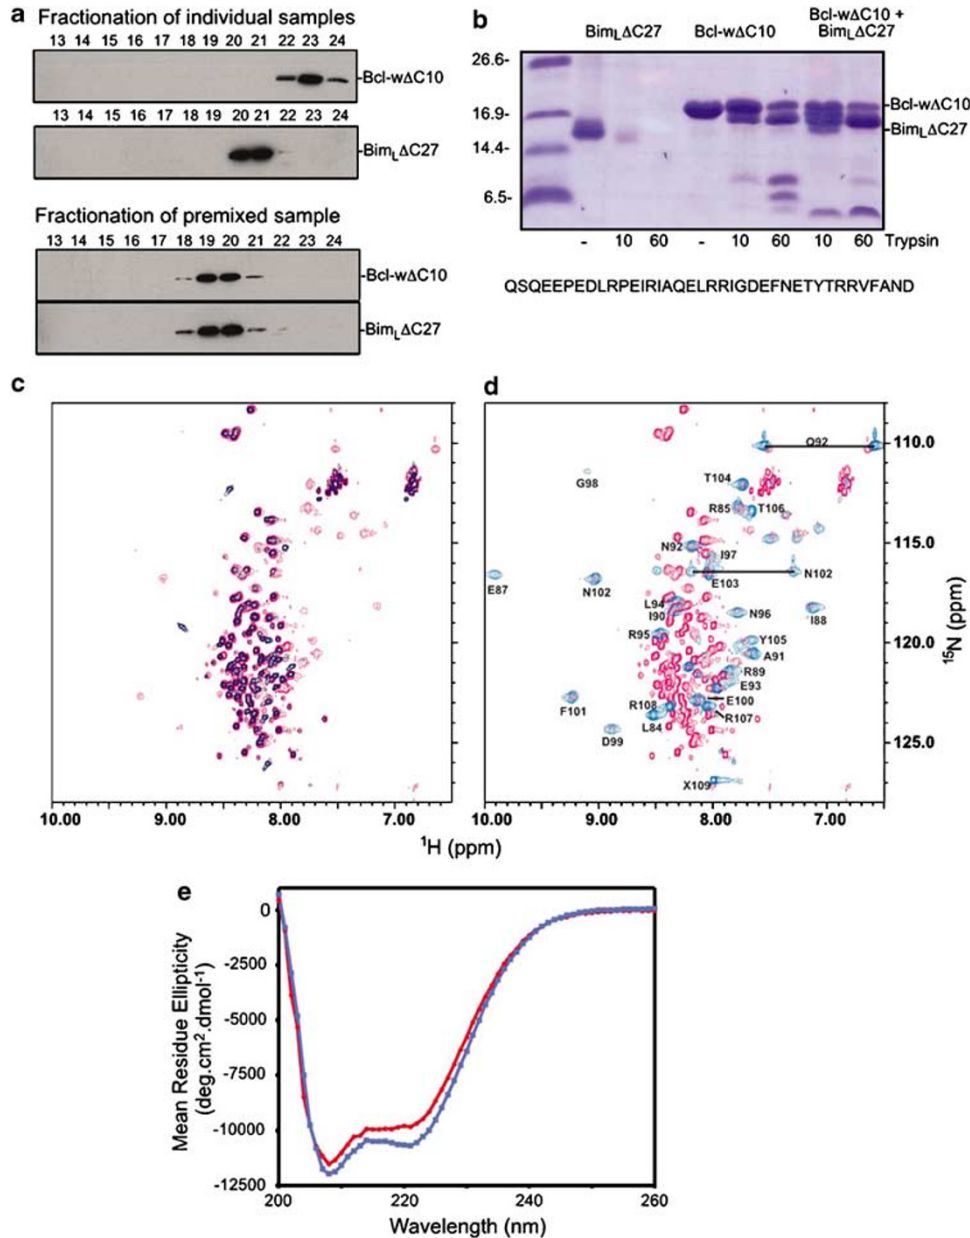 a
Fractionation of individual samples
13 14 15 16 17 18 19 20 21 22 23 24
Bcl-wΔC10
13 14 15 16 17 18 19 20 21 22 23 24
BimLΔC27
Fractionation of premixed sample
13 14 15 16 17 18 19 20 21 22 23 24
Bcl-wΔC10
BimLΔC27
b
BimLΔC27 Bcl-wΔC10 Bcl-wΔC10 +
BimLΔC27
26.6-
16.9-
14.4-
6.5-
Bcl-wΔC10
BimLΔC27
- 10 60 - 10 60 10 60 Trypsin
QSQEEPEDLRPEIRIAQELRRIGDEFNETYTRRVFAND
c
10.00 9.00 8.00 7.00
d
Q92
G98
T104
R85 T106
N92
I97
E103
N102
E87
N102
L94
I90
N96
I88
R95
Y105
A91
R89
E93
E100
R108
R107
F101
L84
D99
X109
110.0
115.0
120.0
125.0
15N (ppm)
10.00 9.00 8.00 7.00
1H (ppm)
e
Mean Residue Ellipticity
(deg.cm2.dmol-1)
0
-2500
-5000
-7500
-10000
-12500
200 220 240 260
Wavelength (nm)